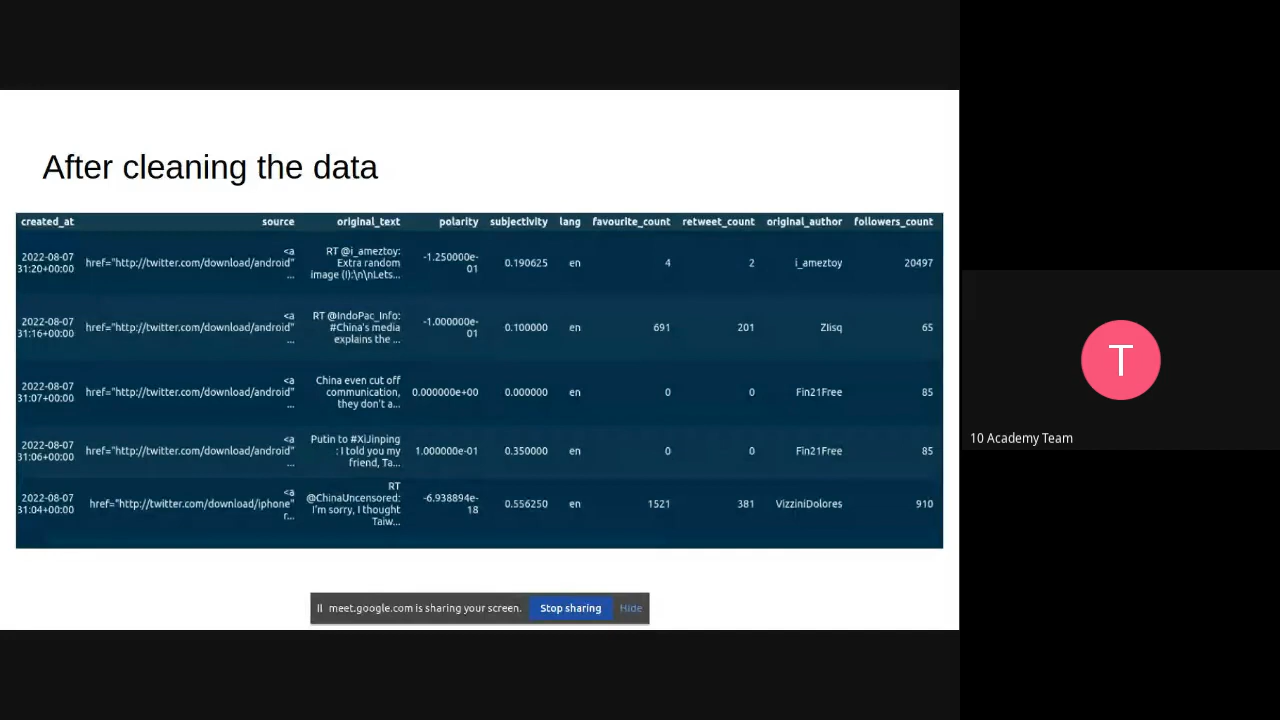 After cleaning the data
created_at source original_text polarity subjectivity lang favourite_count retweet_count original_author followers_count
2022-08-07 31:20+00:00 <a href="http://twitter.com/download/android" ... RT @i_ameztoy: Extra random image (I):\n\nLets... -1.250000e-01 0.190625 en 4 2 i_ameztoy 20497
2022-08-07 31:16+00:00 <a href="http://twitter.com/download/android" ... RT @IndoPac_Info: #China's media explains the ... -1.000000e-01 0.100000 en 691 201 ZIisq 65
2022-08-07 31:07+00:00 <a href="http://twitter.com/download/android" ... China even cut off communication, they don't a... 0.000000e+00 0.000000 en 0 0 Fin21Free 85
2022-08-07 31:06+00:00 <a href="http://twitter.com/download/android" ... Putin to #XiJinping : I told you my friend, Ta... 1.000000e-01 0.350000 en 0 0 Fin21Free 85
2022-08-07 31:04+00:00 <a href="http://twitter.com/download/iphone" r... RT @ChinaUncensored: I'm sorry, I thought Taiw... -6.938894e-18 0.556250 en 1521 381 VizziniDolores 910
meet.google.com is sharing your screen. Stop sharing Hide
T
10 Academy Team